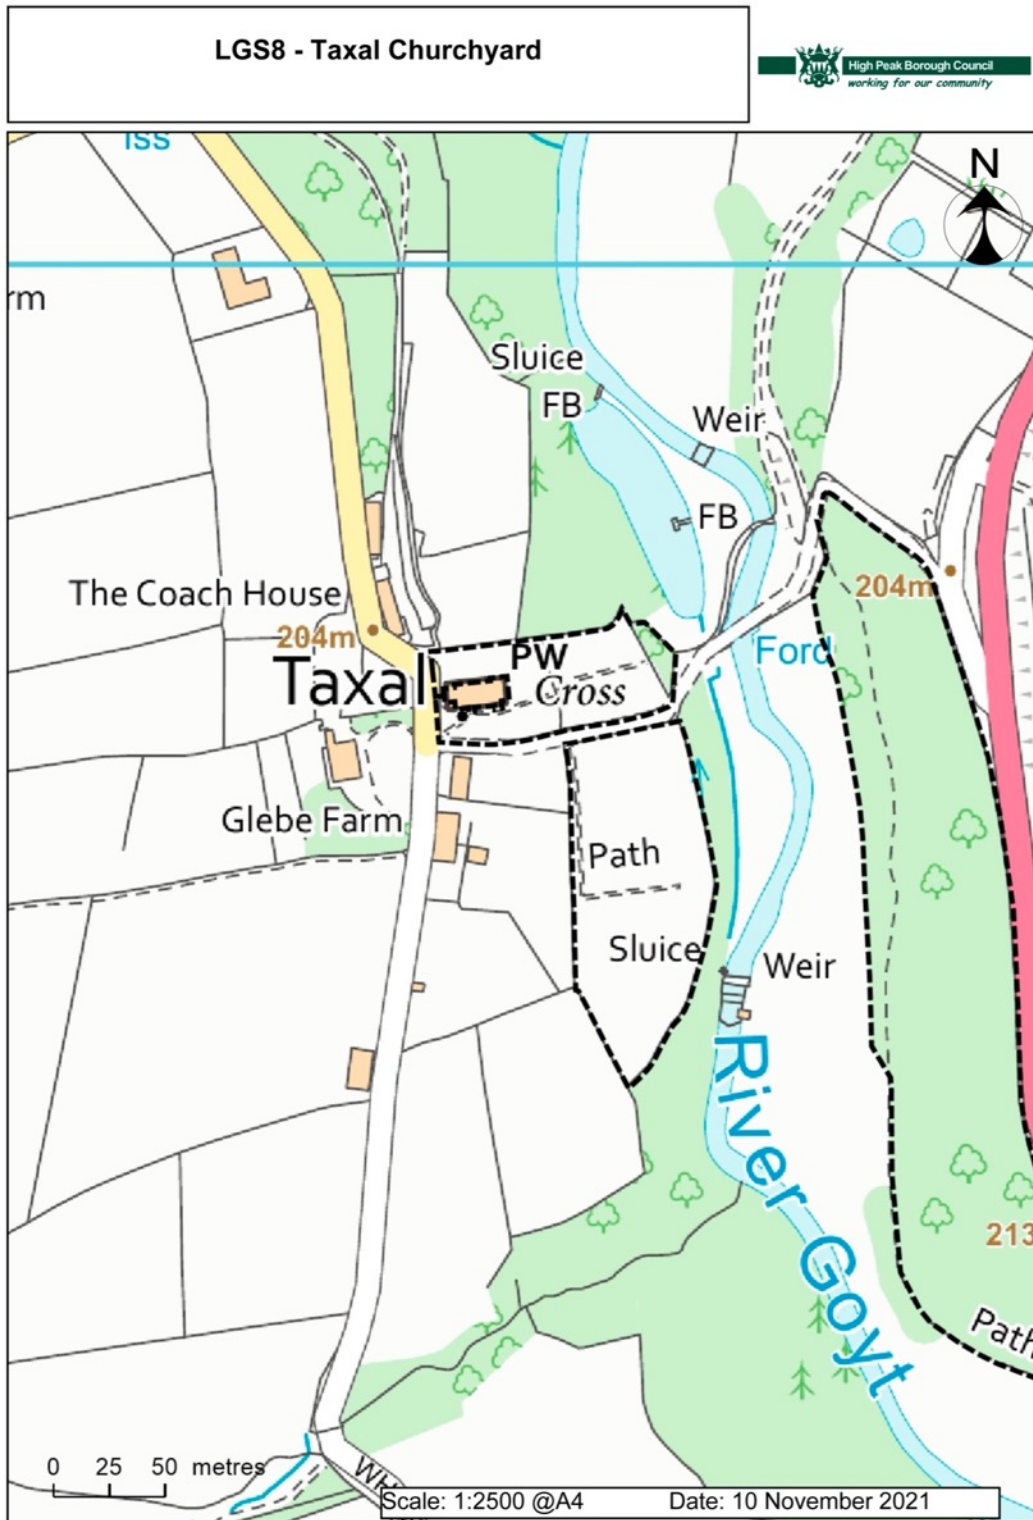 LGS8 - Taxal Churchyard
High Peak Borough Council
working for our community
iss
N
rm
Sluice
FB
Weir
FB
The Coach House
204m
204m
Taxal
PW
Cross
Ford
Glebe Farm
Path
Sluice
Weir
River Goyt
213
Path
0 25 50 metres
Scale: 1:2500 @A4
Date: 10 November 2021